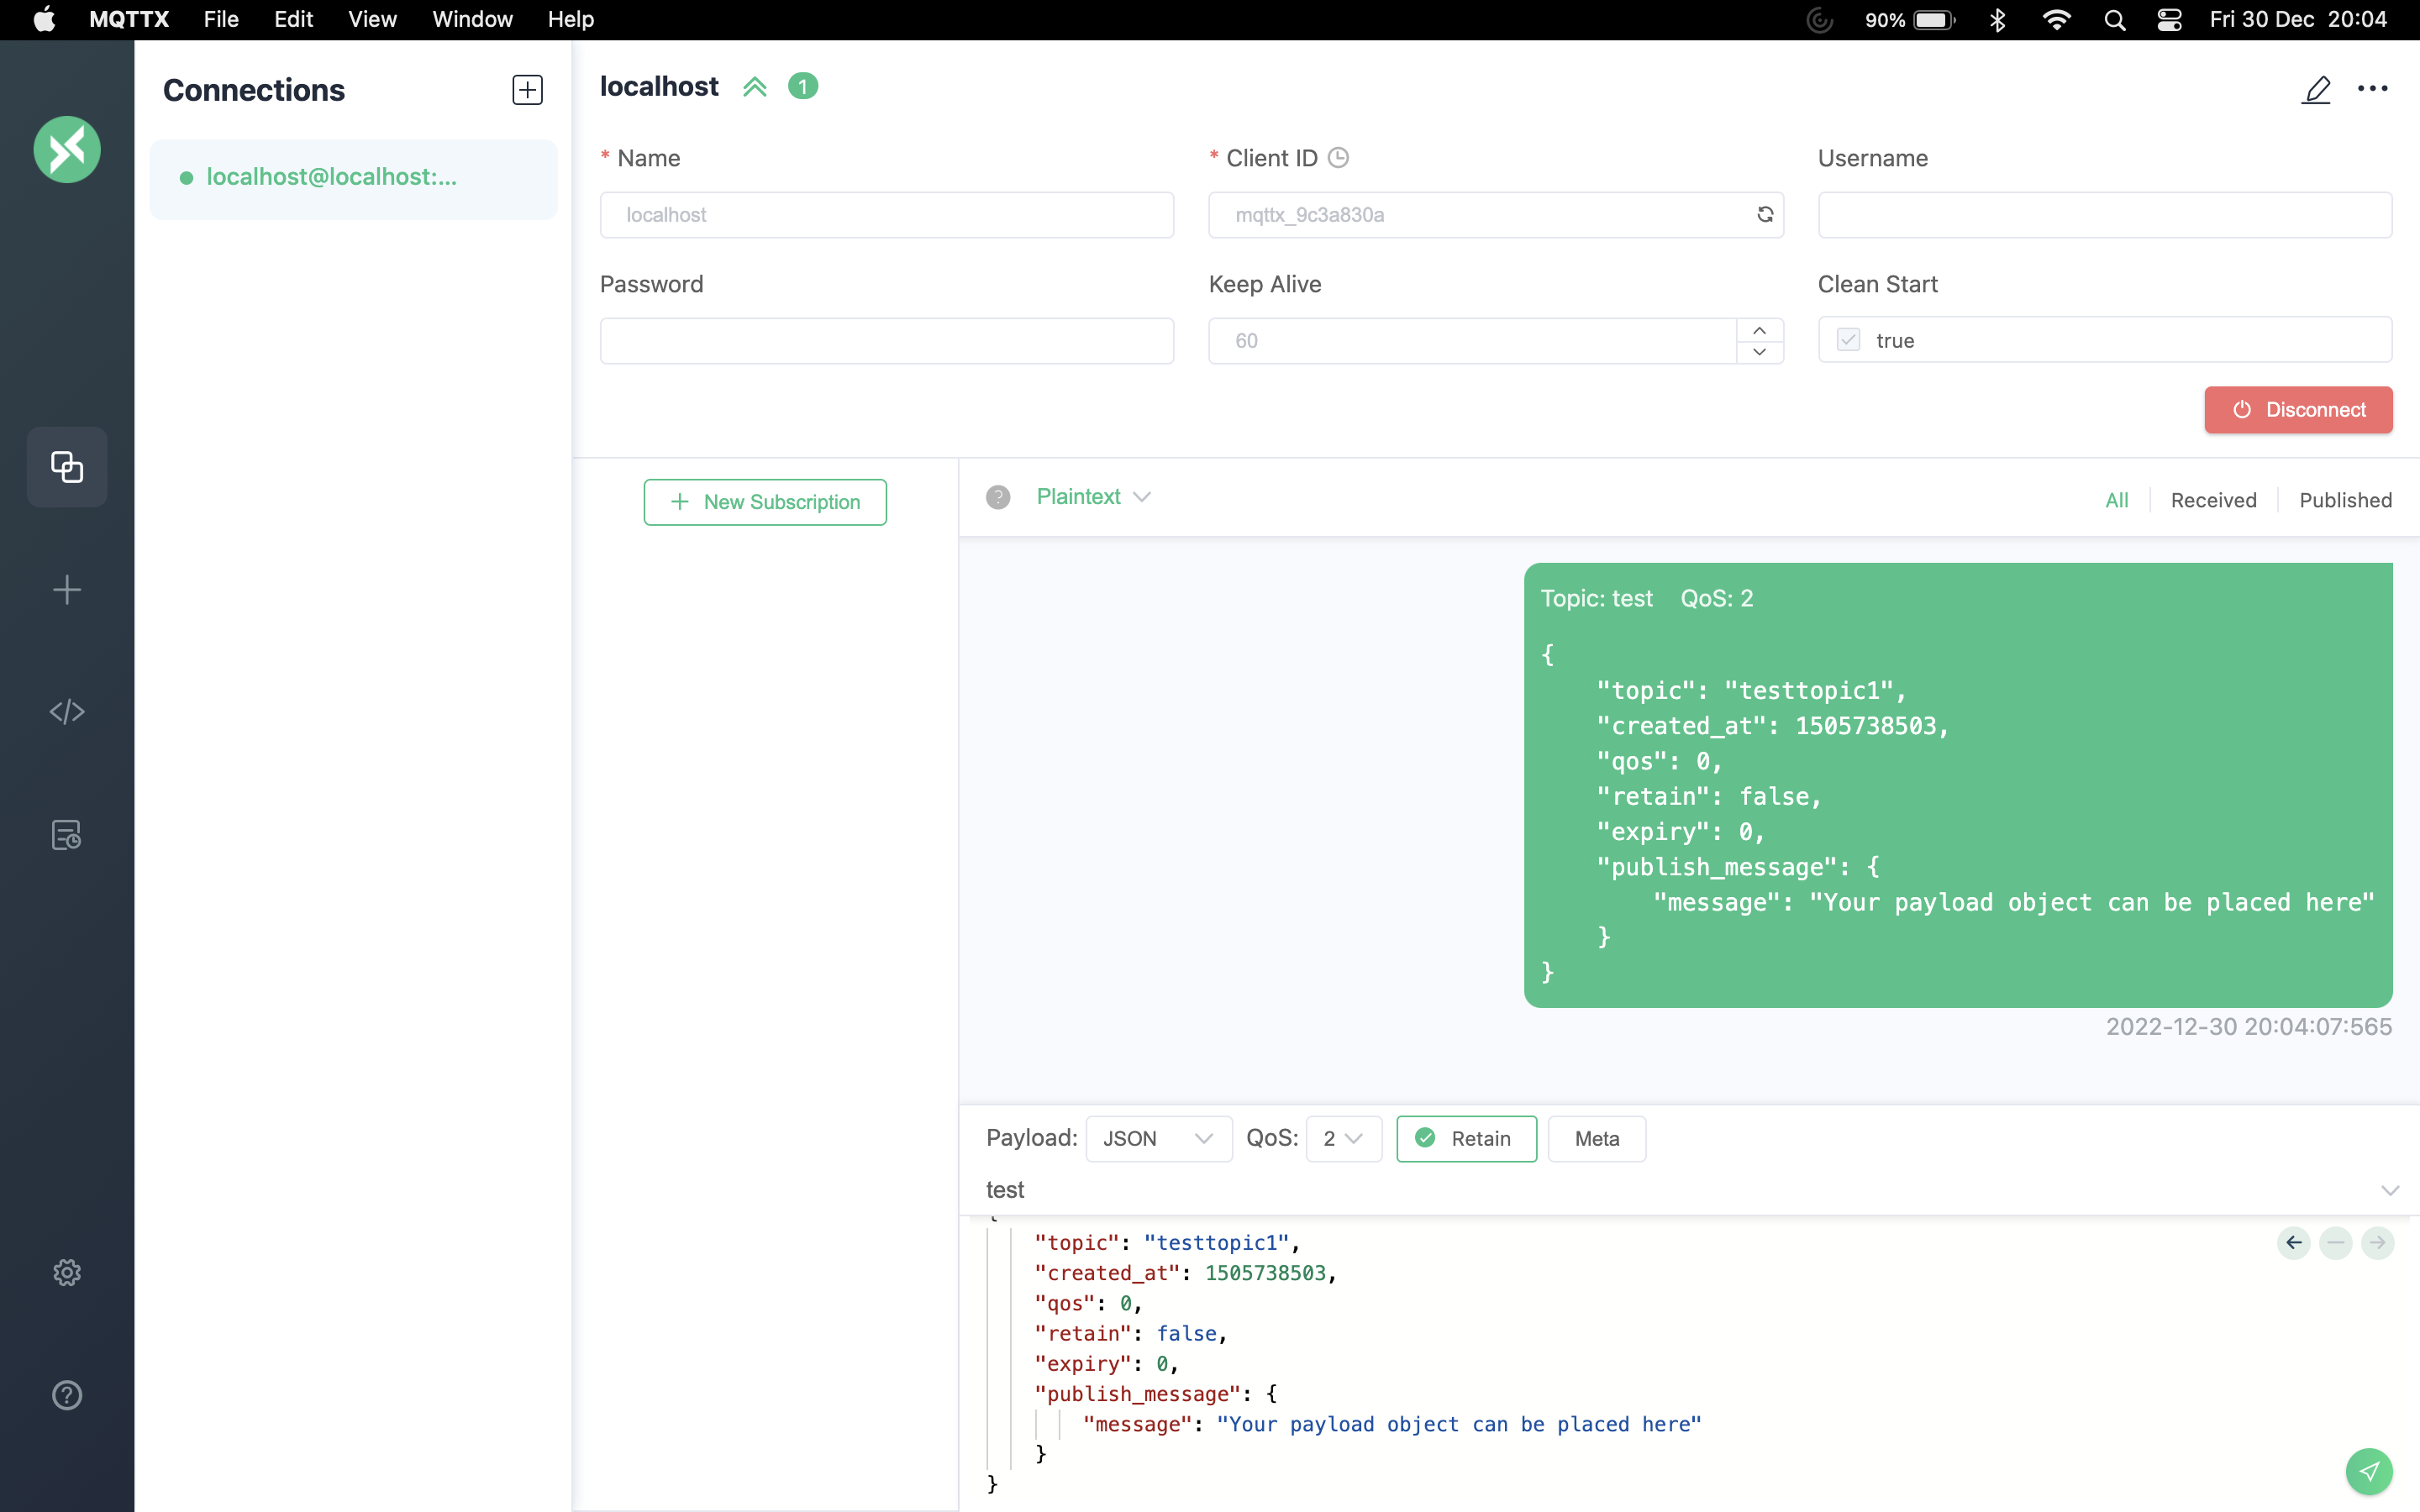 MQTTX File Edit View Window Help 90% Fri 30 Dec 20:04
Connections
localhost@localhost:...
localhost 1
* Name
localhost
* Client ID
mqttx_9c3a830a
Username
Password
Keep Alive
60
Clean Start
true
Disconnect
New Subscription
Plaintext
All Received Published
Topic: test QoS: 2
{
"topic": "testtopic1",
"created_at": 1505738503,
"qos": 0,
"retain": false,
"expiry": 0,
"publish_message": {
"message": "Your payload object can be placed here"
}
}
2022-12-30 20:04:07:565
Payload: JSON QoS: 2 Retain Meta
test
{
"topic": "testtopic1",
"created_at": 1505738503,
"qos": 0,
"retain": false,
"expiry": 0,
"publish_message": {
"message": "Your payload object can be placed here"
}
}